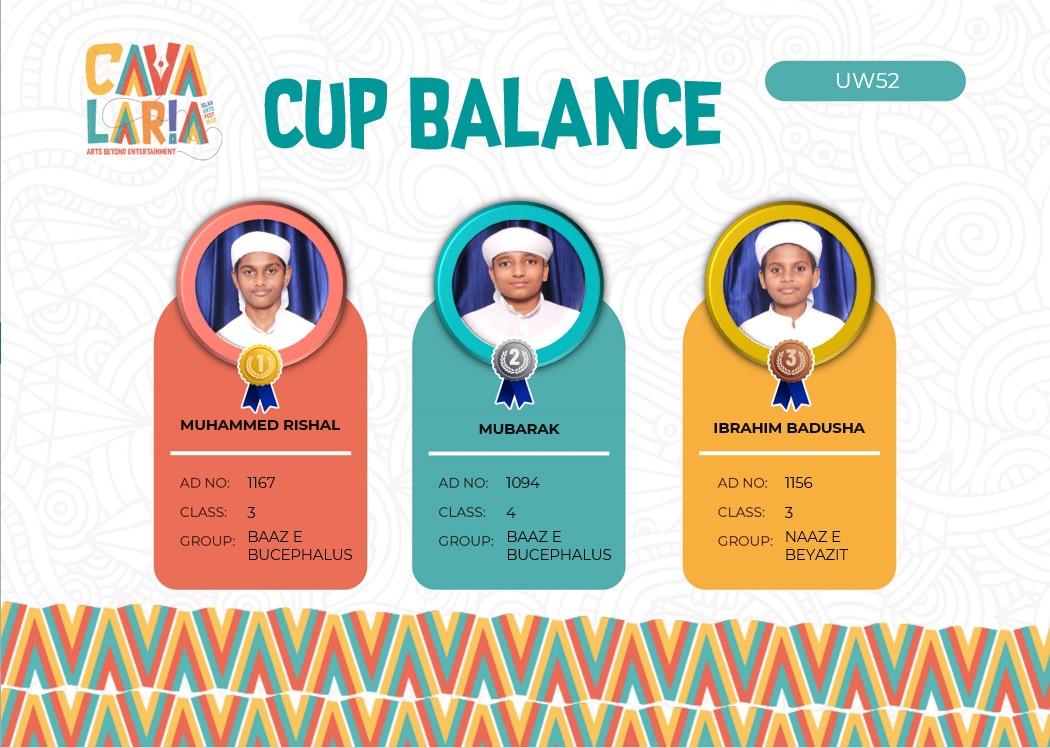 CAVA
LARIA
ARTS BEYOND ENTERTAINMENT
CUP BALANCE
UW52
1
MUHAMMED RISHAL
AD NO: 1167
CLASS: 3
GROUP: BAAZ E
BUCEPHALUS
2
MUBARAK
AD NO: 1094
CLASS: 4
GROUP: BAAZ E
BUCEPHALUS
3
IBRAHIM BADUSHA
AD NO: 1156
CLASS: 3
GROUP: NAAZ E
BEYAZIT